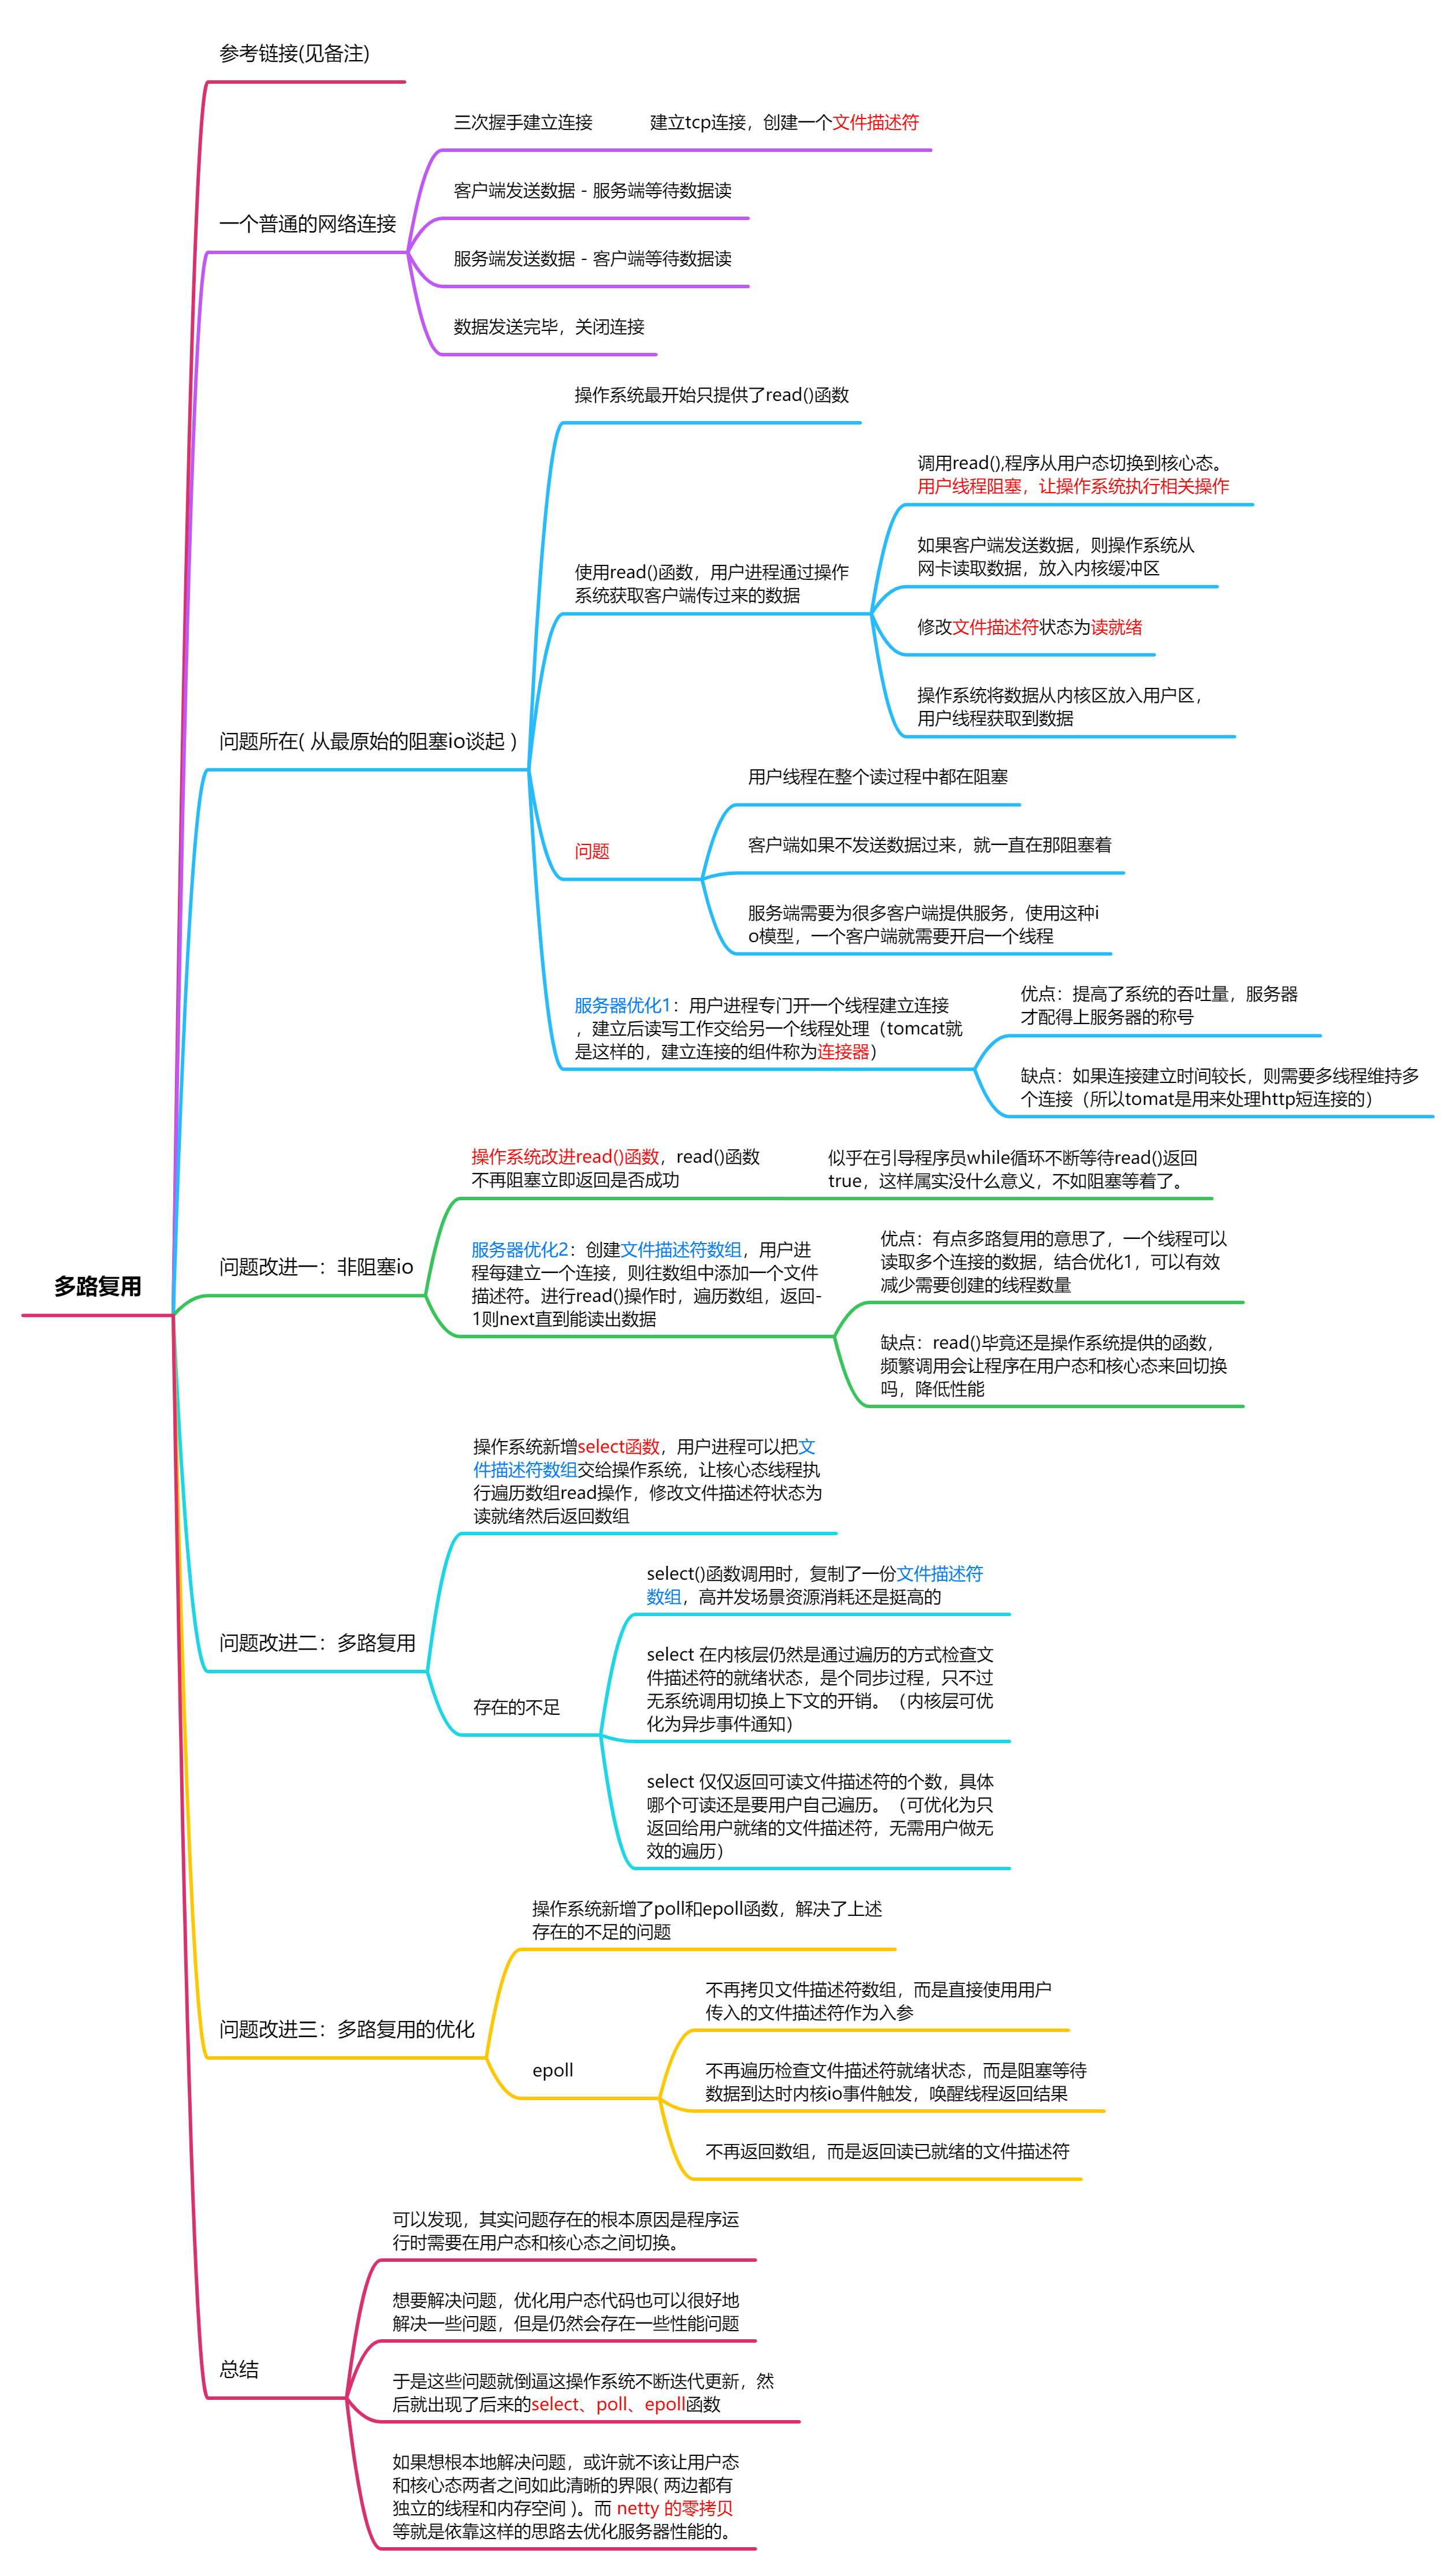 参考链接(见备注)
三次握手建立连接
建立tcp连接，创建一个文件描述符
客户端发送数据 - 服务端等待数据读
一个普通的网络连接
服务端发送数据 - 客户端等待数据读
数据发送完毕，关闭连接
操作系统最开始只提供了read()函数
调用read(),程序从用户态切换到核心态。
用户线程阻塞，让操作系统执行相关操作
如果客户端发送数据，则操作系统从
网卡读取数据，放入内核缓冲区
使用read()函数，用户进程通过操作
系统获取客户端传过来的数据
修改文件描述符状态为读就绪
操作系统将数据从内核区放入用户区，
用户线程获取到数据
问题所在( 从最原始的阻塞io谈起 )
用户线程在整个读过程中都在阻塞
问题
客户端如果不发送数据过来，就一直在那阻塞着
服务端需要为很多客户端提供服务，使用这种i
o模型，一个客户端就需要开启一个线程
服务器优化1：用户进程专门开一个线程建立连接
，建立后读写工作交给另一个线程处理（tomcat就
是这样的，建立连接的组件称为连接器）
优点：提高了系统的吞吐量，服务器
才配得上服务器的称号
缺点：如果连接建立时间较长，则需要多线程维持多
个连接（所以tomat是用来处理http短连接的）
操作系统改进read()函数，read()函数
不再阻塞立即返回是否成功
似乎在引导程序员while循环不断等待read()返回
true，这样属实没什么意义，不如阻塞等着了。
问题改进一：非阻塞io
服务器优化2：创建文件描述符数组，用户进
程每建立一个连接，则往数组中添加一个文件
描述符。进行read()操作时，遍历数组，返回-
1则next直到能读出数据
优点：有点多路复用的意思了，一个线程可以
读取多个连接的数据，结合优化1，可以有效
减少需要创建的线程数量
缺点：read()毕竟还是操作系统提供的函数，
频繁调用会让程序在用户态和核心态来回切换
吗，降低性能
多路复用
操作系统新增select函数，用户进程可以把文
件描述符数组交给操作系统，让核心态线程执
行遍历数组read操作，修改文件描述符状态为
读就绪然后返回数组
问题改进二：多路复用
select()函数调用时，复制了一份文件描述符
数组，高并发场景资源消耗还是挺高的
存在的不足
select 在内核层仍然是通过遍历的方式检查文
件描述符的就绪状态，是个同步过程，只不过
无系统调用切换上下文的开销。（内核层可优
化为异步事件通知）
select 仅仅返回可读文件描述符的个数，具体
哪个可读还是要用户自己遍历。（可优化为只
返回给用户就绪的文件描述符，无需用户做无
效的遍历）
操作系统新增了poll和epoll函数，解决了上述
存在的不足的问题
问题改进三：多路复用的优化
不再拷贝文件描述符数组，而是直接使用用户
传入的文件描述符作为入参
epoll
不再遍历检查文件描述符就绪状态，而是阻塞等待
数据到达时内核io事件触发，唤醒线程返回结果
不再返回数组，而是返回读已就绪的文件描述符
可以发现，其实问题存在的根本原因是程序运
行时需要在用户态和核心态之间切换。
想要解决问题，优化用户态代码也可以很好地
解决一些问题，但是仍然会存在一些性能问题
总结
于是这些问题就倒逼这操作系统不断迭代更新，然
后就出现了后来的select、poll、epoll函数
如果想根本地解决问题，或许就不该让用户态
和核心态两者之间如此清晰的界限( 两边都有
独立的线程和内存空间 )。而 netty 的零拷贝
等就是依靠这样的思路去优化服务器性能的。